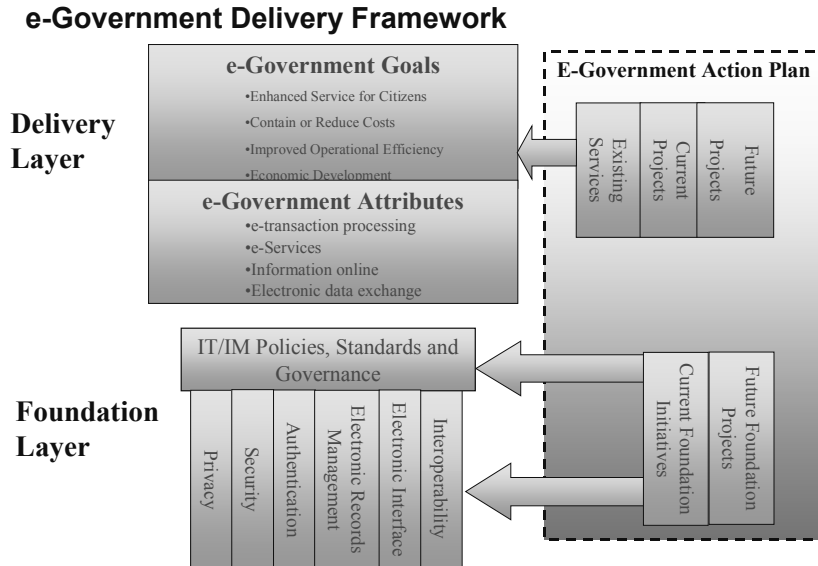 e-Government Delivery Framework
Delivery
Layer
e-Government Goals
•Enhanced Service for Citizens
•Contain or Reduce Costs
•Improved Operational Efficiency
•Economic Development
e-Government Attributes
•e-transaction processing
•e-Services
•Information online
•Electronic data exchange
E-Government Action Plan
Existing
Services
Current
Projects
Future
Projects
Foundation
Layer
IT/IM Policies, Standards and
Governance
Privacy
Security
Authentication
Electronic Records
Management
Electronic Interface
Interoperability
Current Foundation
Initiatives
Future Foundation
Projects